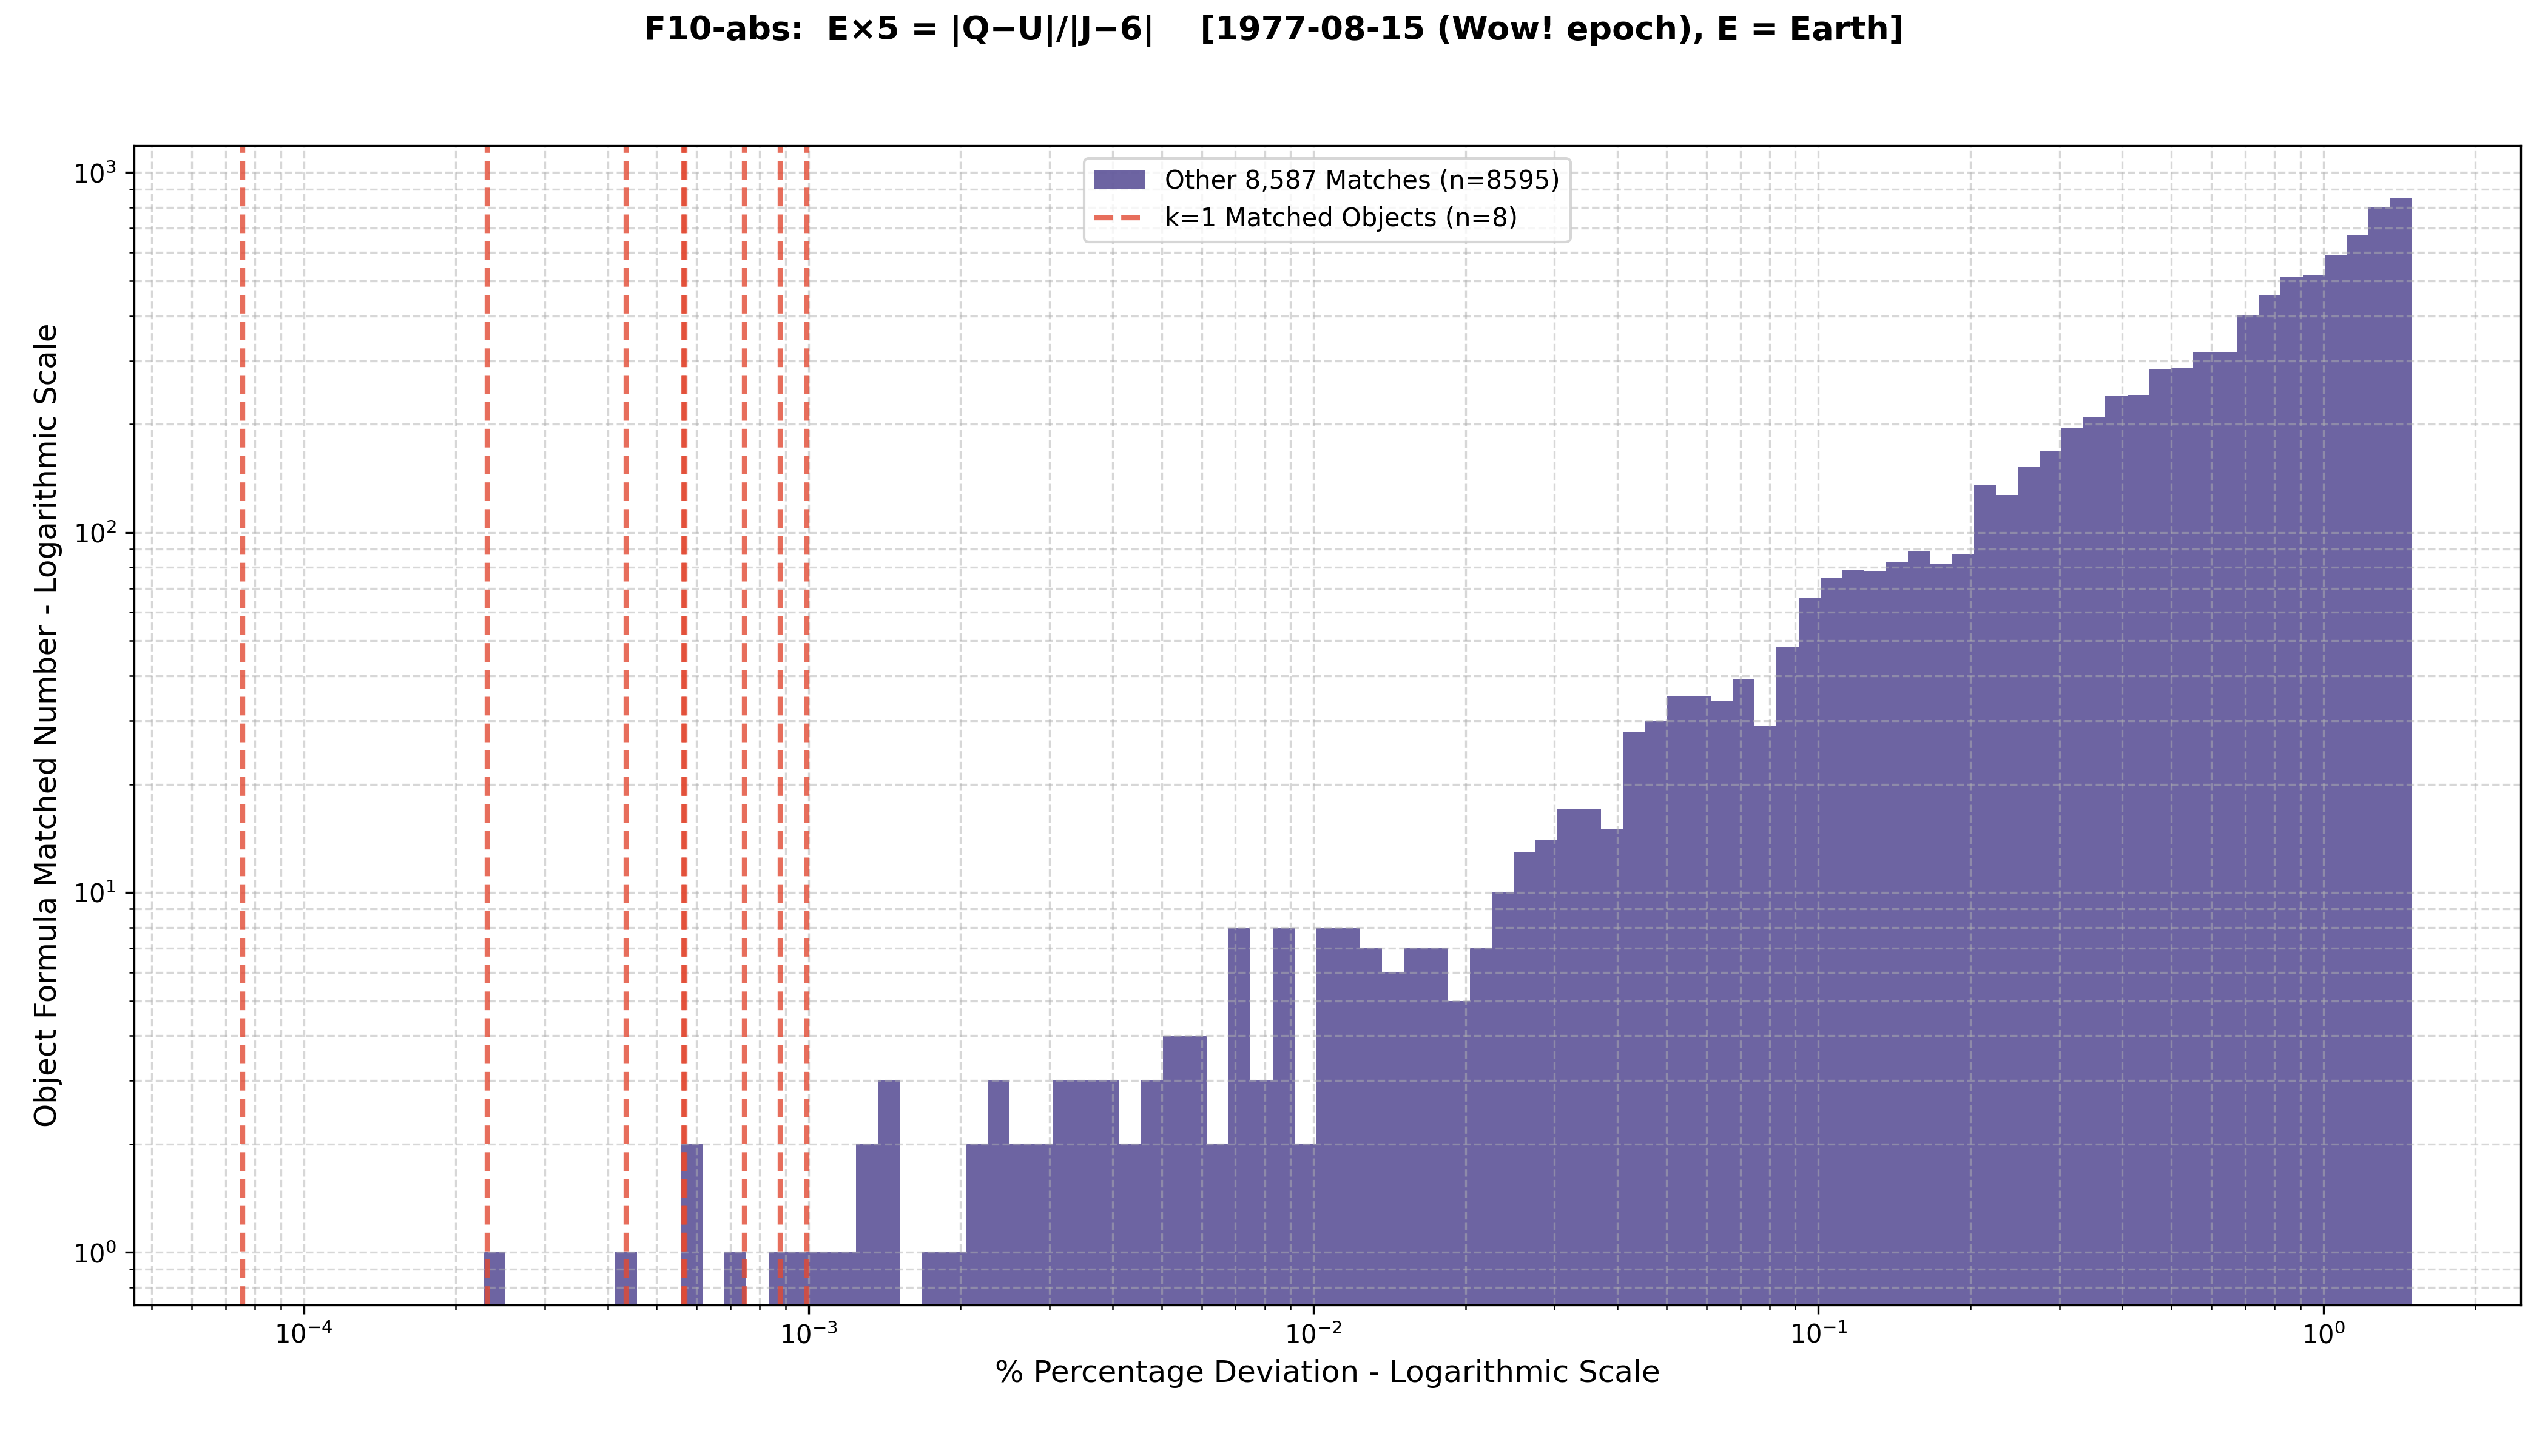 F10-abs:  E×5 = |Q−U|/|J−6|    [1977-08-15 (Wow! epoch), E = Earth]
Other 8,587 Matches (n=8595)
k=1 Matched Objects (n=8)
Object Formula Matched Number - Logarithmic Scale
10³
10²
10¹
10⁰
10⁻⁴ 10⁻³ 10⁻² 10⁻¹ 10⁰
% Percentage Deviation - Logarithmic Scale